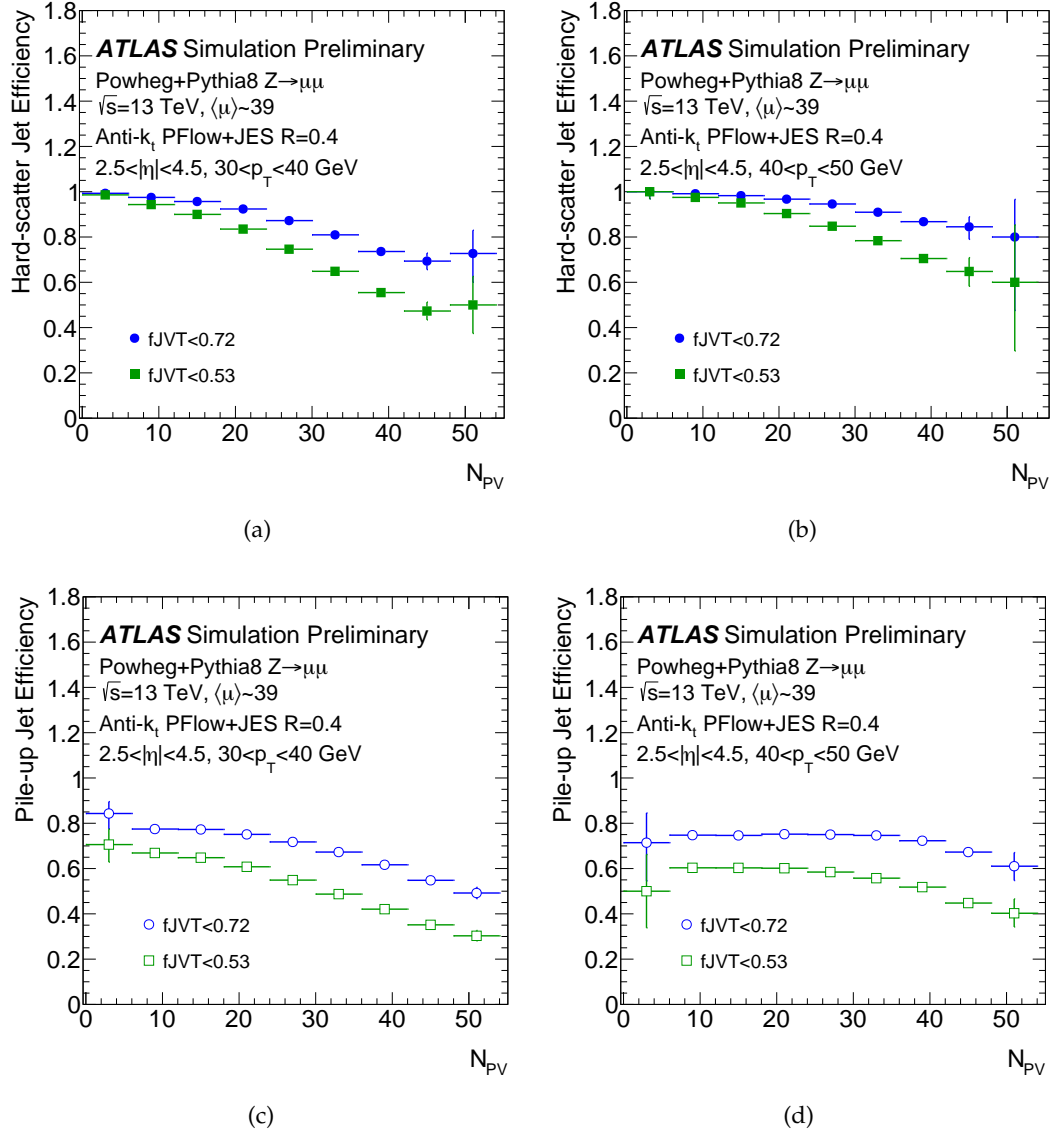 Hard-scatter Jet Efficiency
1.8
1.6
1.4
1.2
1
0.8
0.6
0.4
0.2
0
ATLAS Simulation Preliminary
Powheg+Pythia8 Z→μμ
√s=13 TeV, ⟨μ⟩~39
Anti-kt PFlow+JES R=0.4
2.5<|η|<4.5, 30<pT<40 GeV
fJVT<0.72
fJVT<0.53
0 10 20 30 40 50
NPV
(a)
Hard-scatter Jet Efficiency
1.8
1.6
1.4
1.2
1
0.8
0.6
0.4
0.2
0
ATLAS Simulation Preliminary
Powheg+Pythia8 Z→μμ
√s=13 TeV, ⟨μ⟩~39
Anti-kt PFlow+JES R=0.4
2.5<|η|<4.5, 40<pT<50 GeV
fJVT<0.72
fJVT<0.53
0 10 20 30 40 50
NPV
(b)
Pile-up Jet Efficiency
1.8
1.6
1.4
1.2
1
0.8
0.6
0.4
0.2
0
ATLAS Simulation Preliminary
Powheg+Pythia8 Z→μμ
√s=13 TeV, ⟨μ⟩~39
Anti-kt PFlow+JES R=0.4
2.5<|η|<4.5, 30<pT<40 GeV
fJVT<0.72
fJVT<0.53
0 10 20 30 40 50
NPV
(c)
Pile-up Jet Efficiency
1.8
1.6
1.4
1.2
1
0.8
0.6
0.4
0.2
0
ATLAS Simulation Preliminary
Powheg+Pythia8 Z→μμ
√s=13 TeV, ⟨μ⟩~39
Anti-kt PFlow+JES R=0.4
2.5<|η|<4.5, 40<pT<50 GeV
fJVT<0.72
fJVT<0.53
0 10 20 30 40 50
NPV
(d)